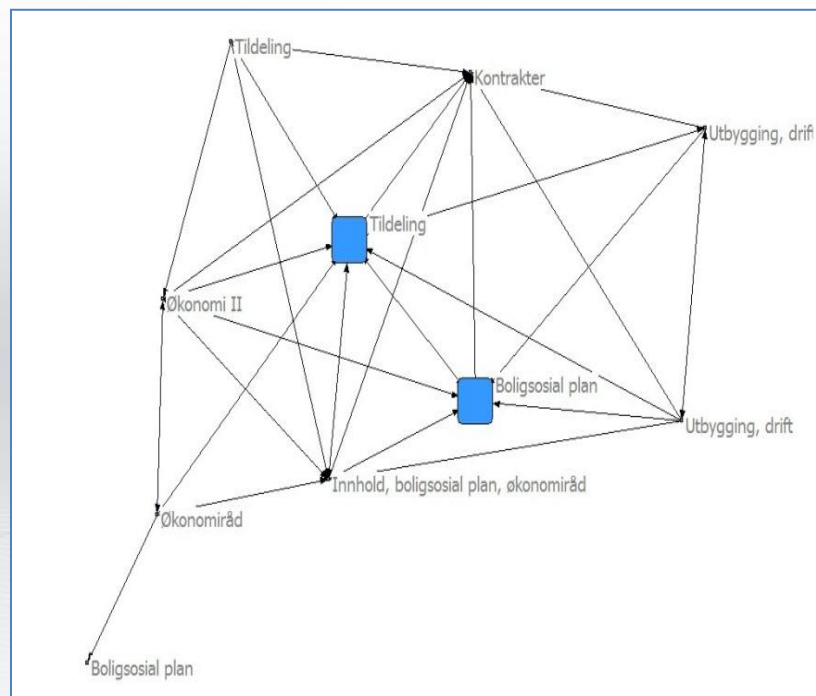 Tildeling
Kontrakter
Utbygging, drift
Tildeling
Økonomi II
Boligsosial plan
Utbygging, drift
Innhold, boligsosial plan, økonomiråd
Økonomiråd
Boligsosial plan